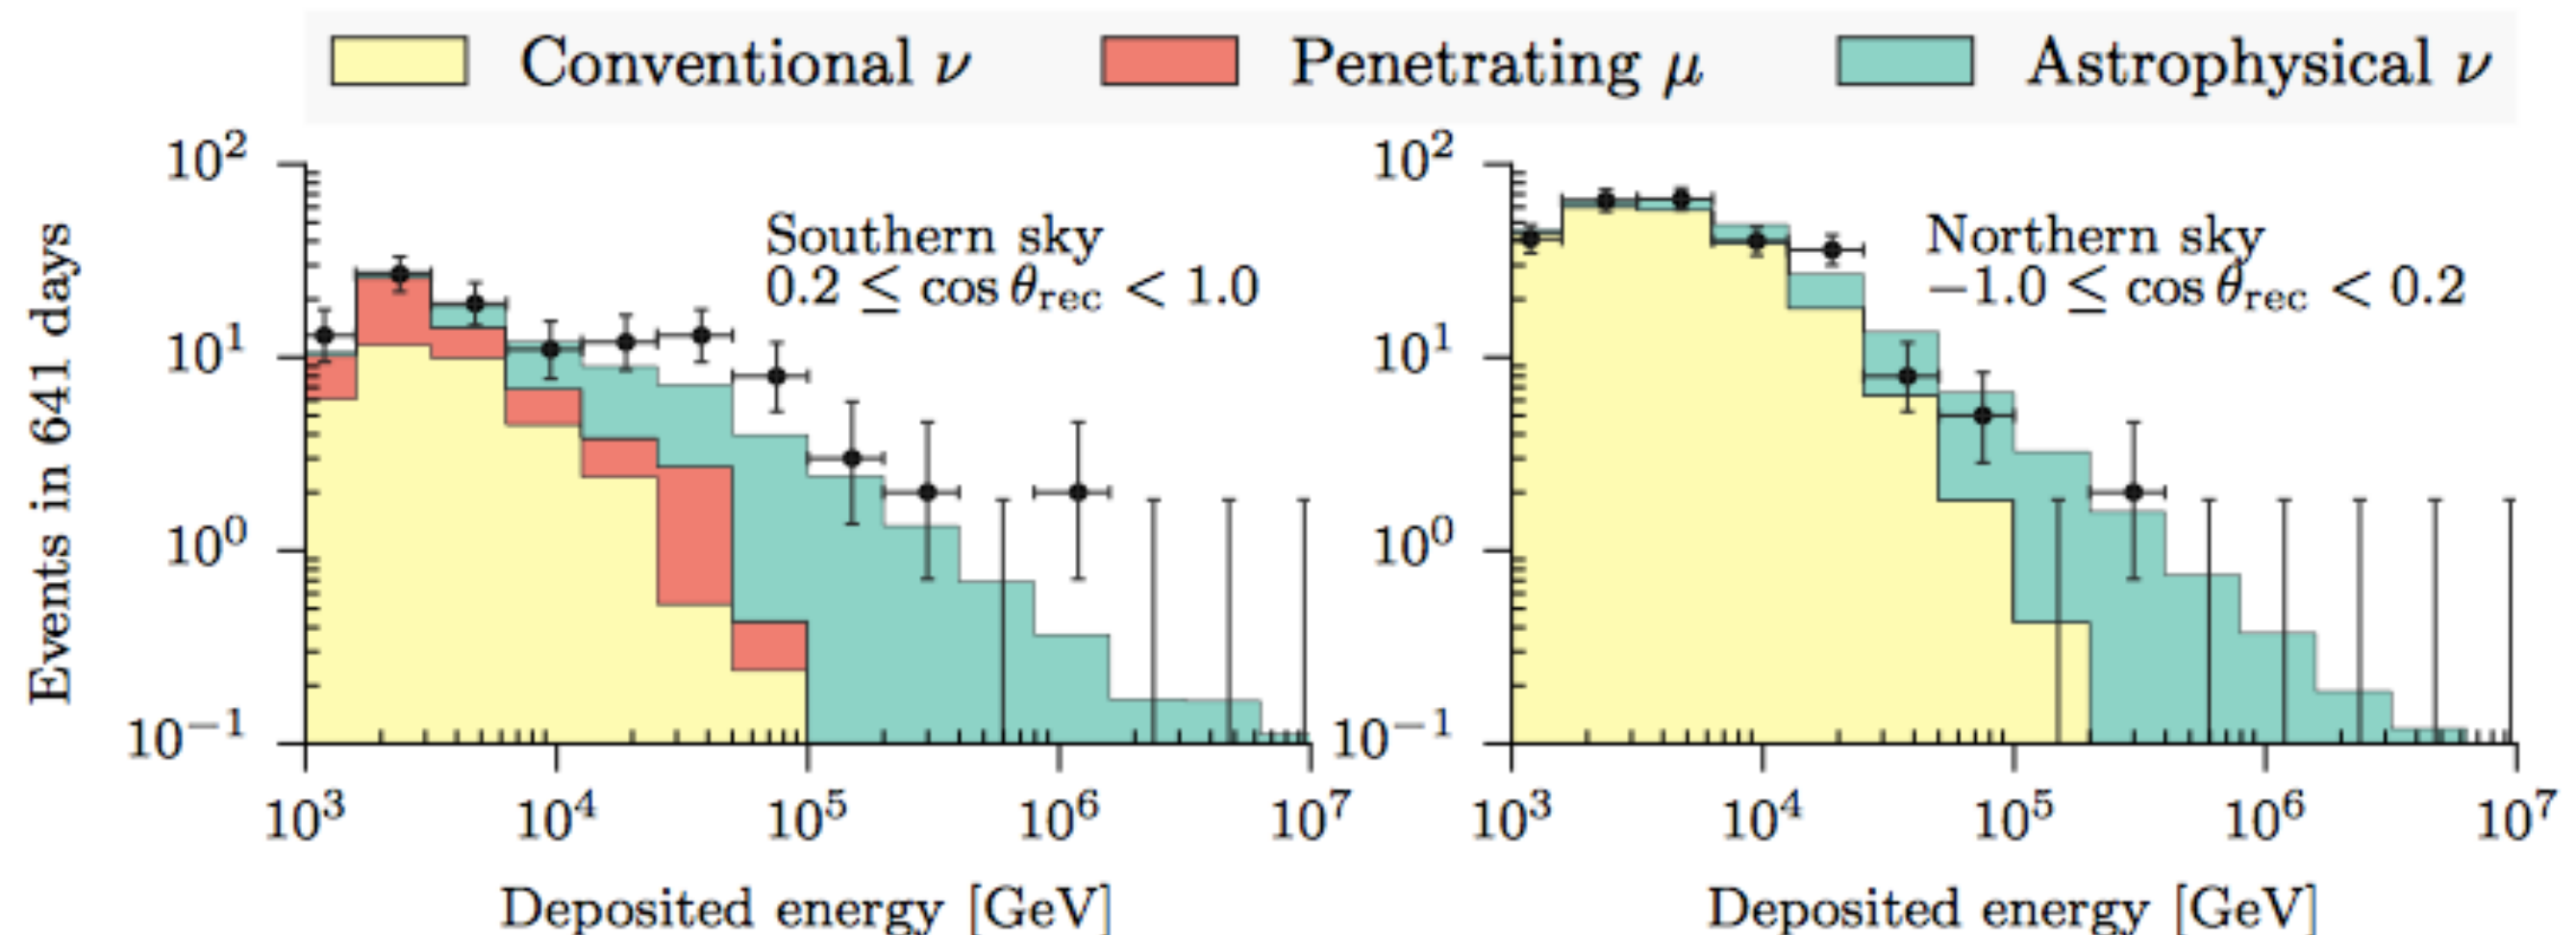 Conventional ν Penetrating μ Astrophysical ν
Events in 641 days
10²
10¹
10⁰
10⁻¹
Southern sky
0.2 ≤ cos θrec < 1.0
10³ 10⁴ 10⁵ 10⁶ 10⁷
Deposited energy [GeV]
10²
10¹
10⁰
10⁻¹
Northern sky
−1.0 ≤ cos θrec < 0.2
10³ 10⁴ 10⁵ 10⁶ 10⁷
Deposited energy [GeV]